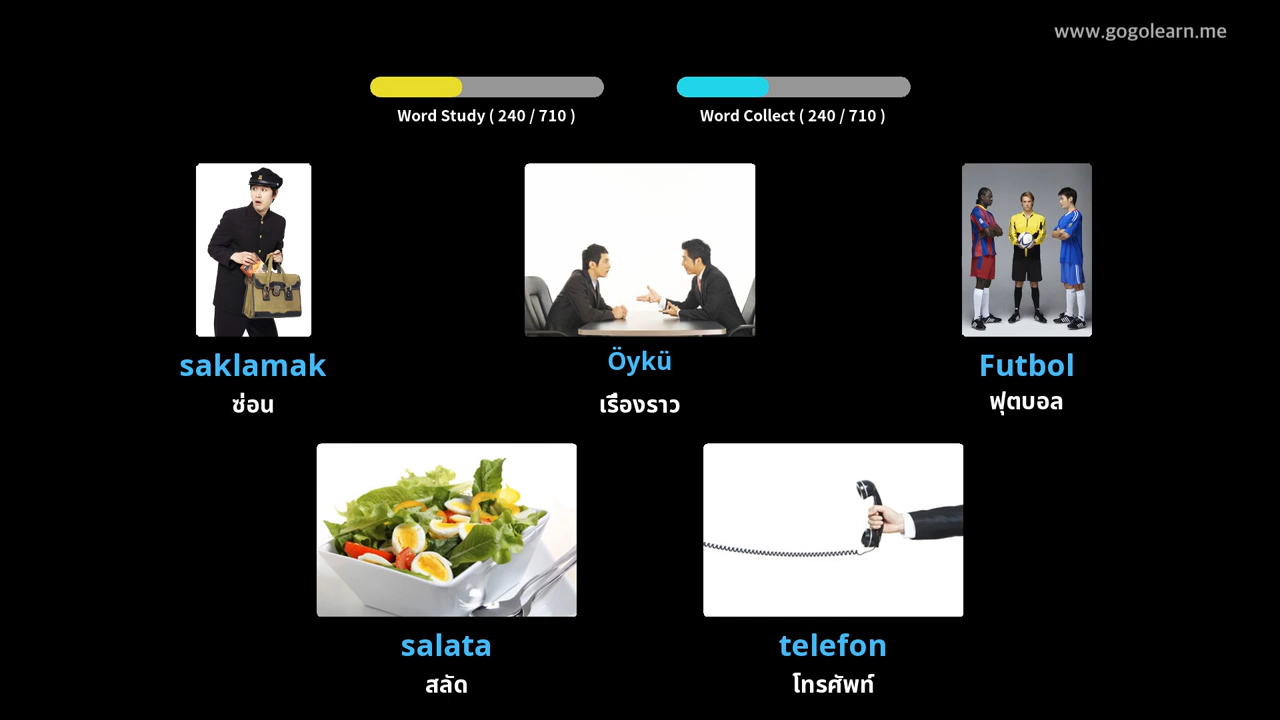 www.gogolearn.me
Word Study ( 240 / 710 )
Word Collect ( 240 / 710 )
saklamak
ซ่อน
Öykü
เรื่องราว
Futbol
ฟุตบอล
salata
สลัด
telefon
โทรศัพท์